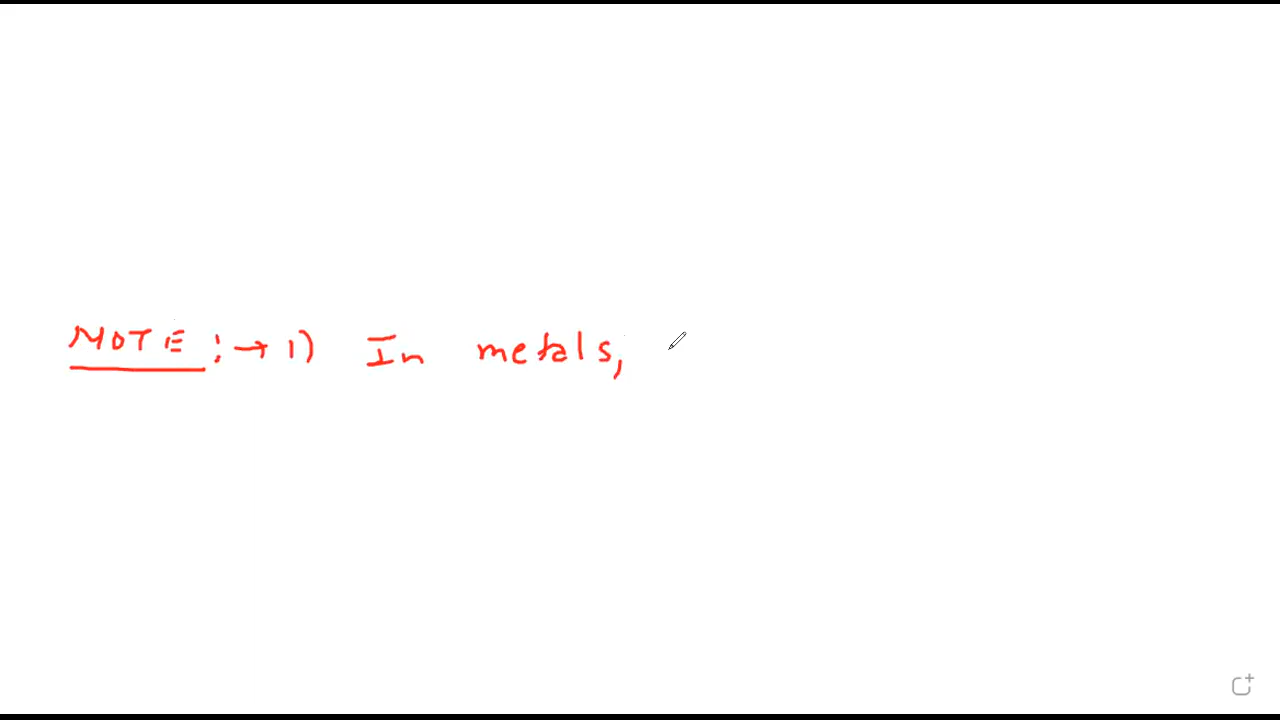 NOTE :→ 1) In metals,